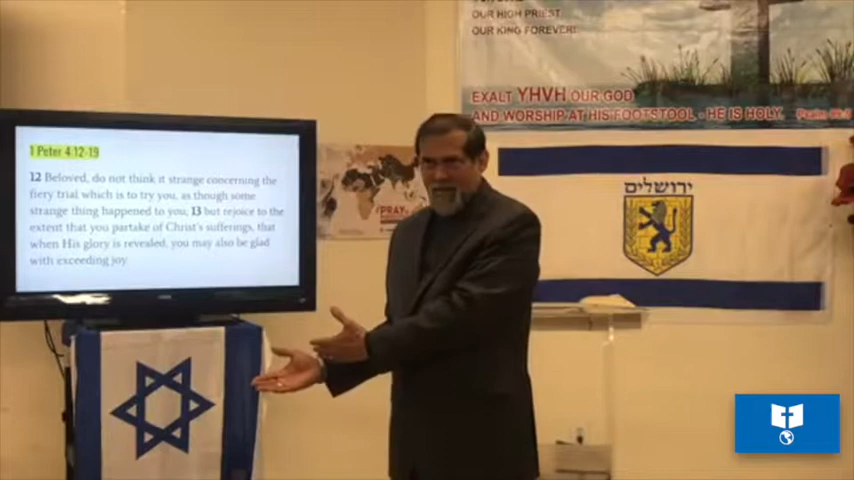 OUR HIGH PRIEST
OUR KING FOREVER!
EXALT YHVH OUR GOD
AND WORSHIP AT HIS FOOTSTOOL - HE IS HOLY.
1 Peter 4:12-19
12 Beloved, do not think it strange concerning the
fiery trial which is to try you, as though some
strange thing happened to you; 13 but rejoice to the
extent that you partake of Christ's sufferings, that
when His glory is revealed, you may also be glad
with exceeding joy.
PRAY
ירושלים